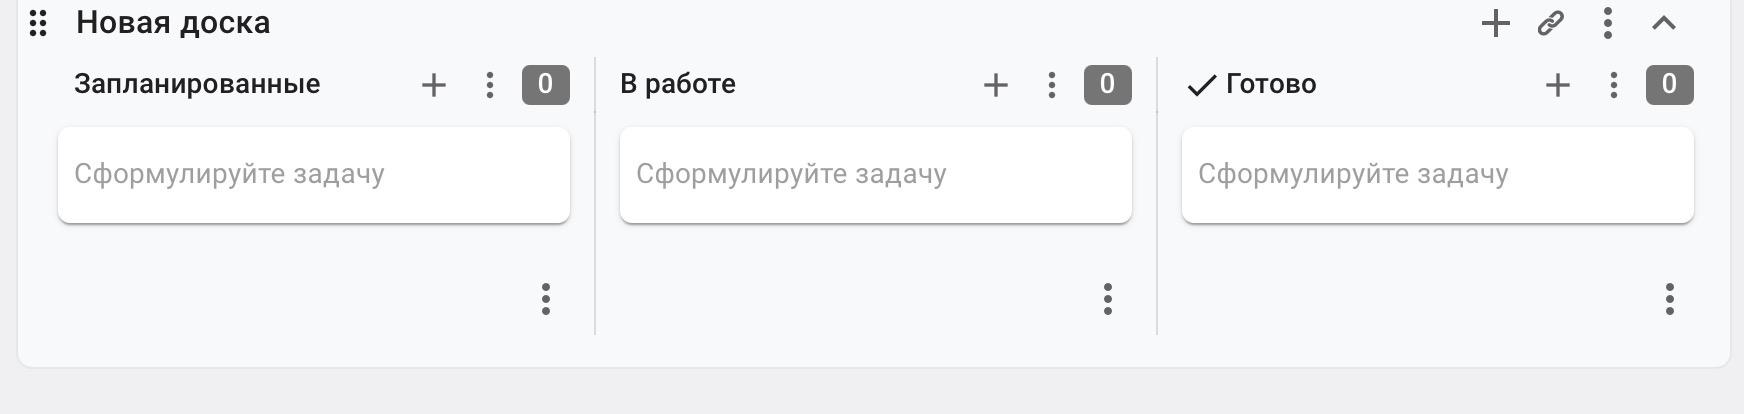 Новая доска
Запланированные 0
В работе 0
Готово 0
Сформулируйте задачу
Сформулируйте задачу
Сформулируйте задачу